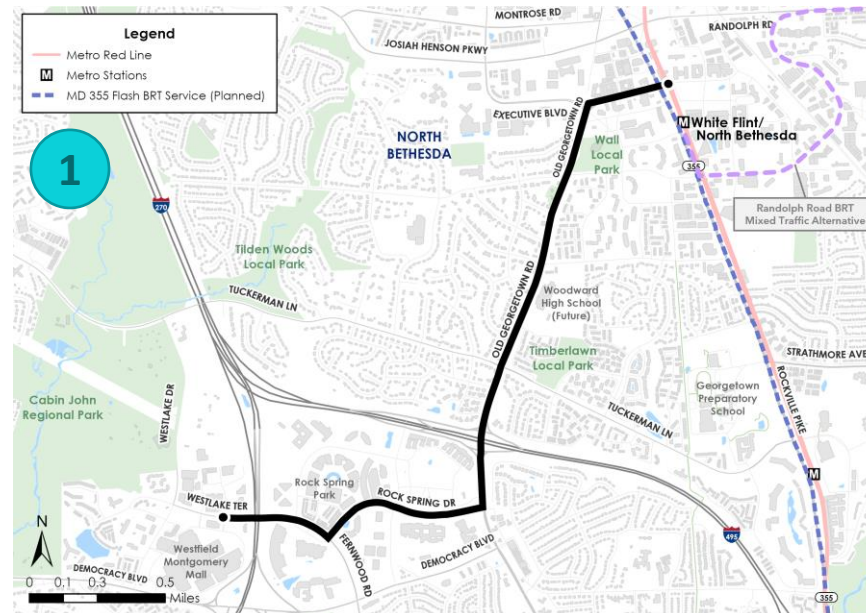 Legend
Metro Red Line
M Metro Stations
MD 355 Flash BRT Service (Planned)
1
MONTROSE RD
RANDOLPH RD
JOSIAH HENSON PKWY
EXECUTIVE BLVD
OLD GEORGETOWN RD
NORTH
BETHESDA
Wall
Local
Park
M White Flint/
North Bethesda
355
Randolph Road BRT
Mixed Traffic Alternative
270
Tilden Woods
Local Park
TUCKERMAN LN
OLD GEORGETOWN RD
Woodward
High School
(Future)
Timberlawn
Local Park
STRATHMORE AVE
ROCKVILLE PIKE
Georgetown
Preparatory
School
TUCKERMAN LN
Cabin John
Regional Park
WESTLAKE DR
M
Rock Spring
Park
WESTLAKE TER
ROCK SPRING DR
FERNWOOD RD
DEMOCRACY BLVD
495
N
Westfield
Montgomery
Mall
DEMOCRACY BLVD
0 0.1 0.3 0.5
Miles
355